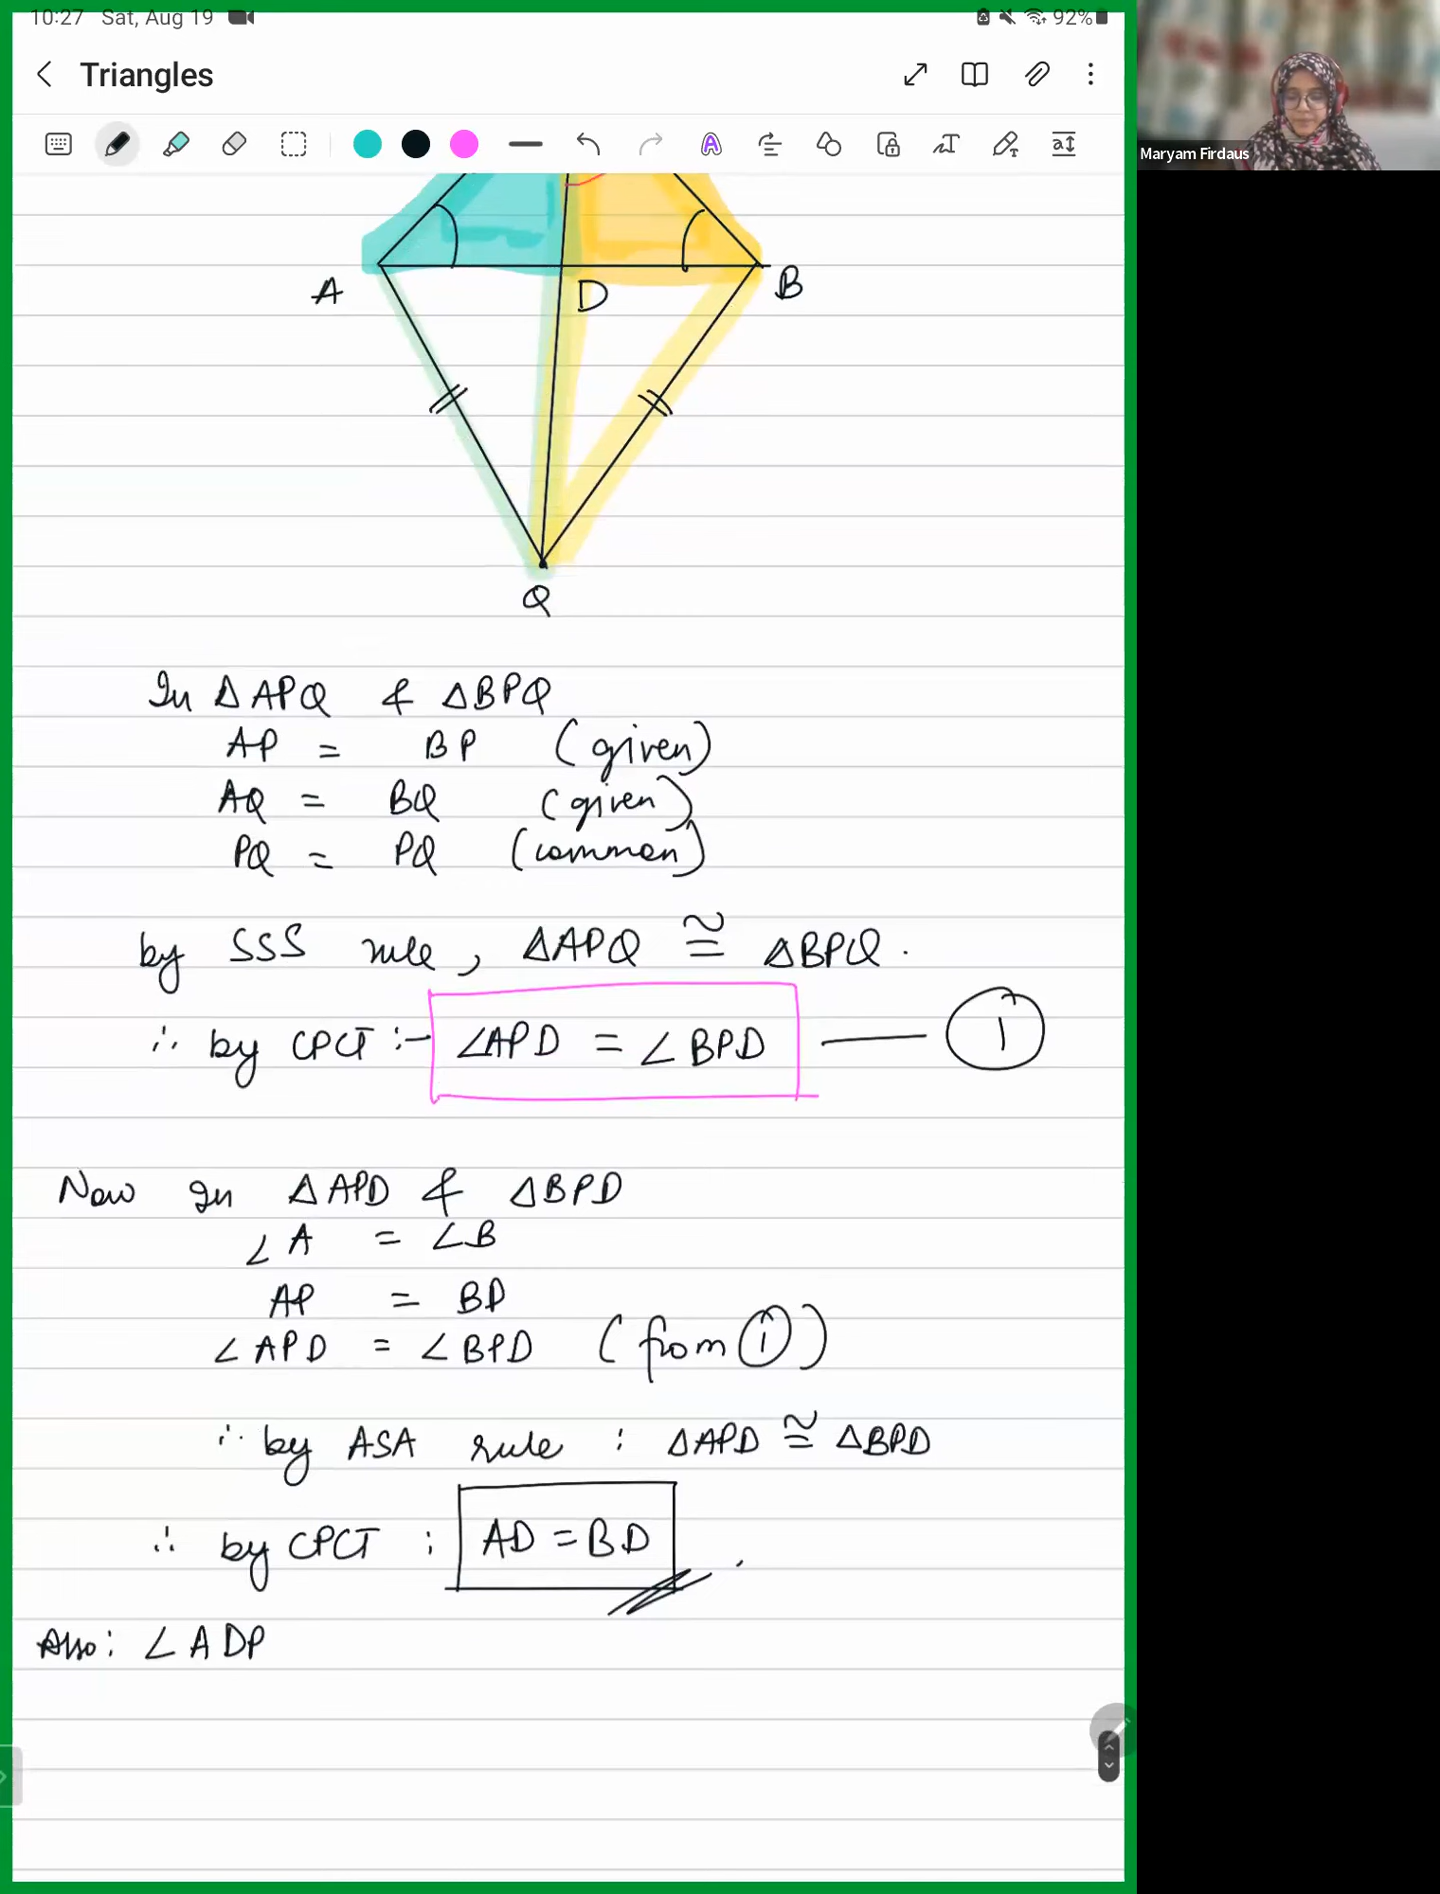 10:27 Sat, Aug 19
92%
Triangles
Maryam Firdaus
A
D
B
Q
In Δ APQ & ΔBPQ
AP = BP (given)
AQ = BQ (given)
PQ = PQ (common)
by SSS rule, ΔAPQ ≅ ΔBPQ.
∴ by CPCT :- ∠APD = ∠BPD — ①
Now In ΔAPD & ΔBPD
∠A = ∠B
AP = BP
∠APD = ∠BPD (from ①)
∴ by ASA rule : ΔAPD ≅ ΔBPD
∴ by CPCT : AD = BD
Also: ∠ADP